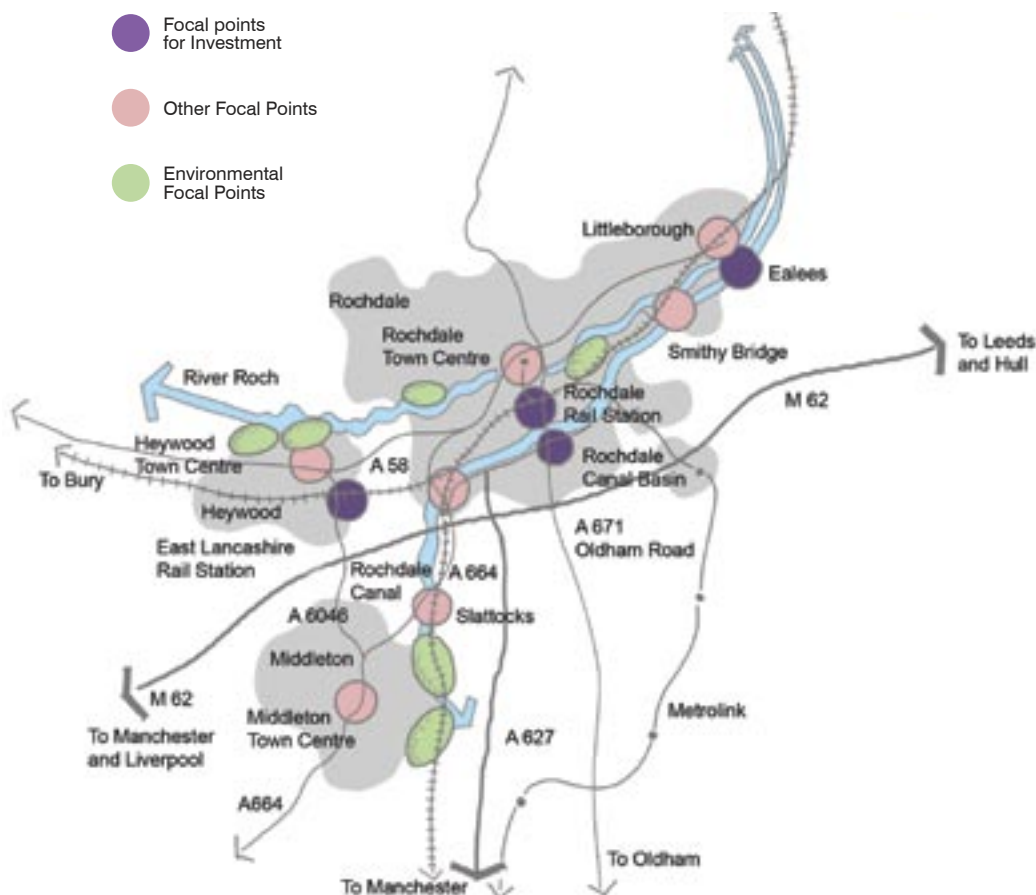 Focal points
for Investment
Other Focal Points
Environmental
Focal Points
Littleborough
Ealees
Rochdale
Rochdale
Town Centre
Smithy Bridge
To Leeds
and Hull
River Roch
M 62
Rochdale
Rail Station
Heywood
Town Centre
A 58
Rochdale
Canal Basin
To Bury
Heywood
A 671
Oldham Road
East Lancashire
Rail Station
Rochdale
Canal
A 664
A 6046
Slattocks
Middleton
M 62
Middleton
Town Centre
Metrolink
To Manchester
and Liverpool
A 627
A664
To Oldham
To Manchester